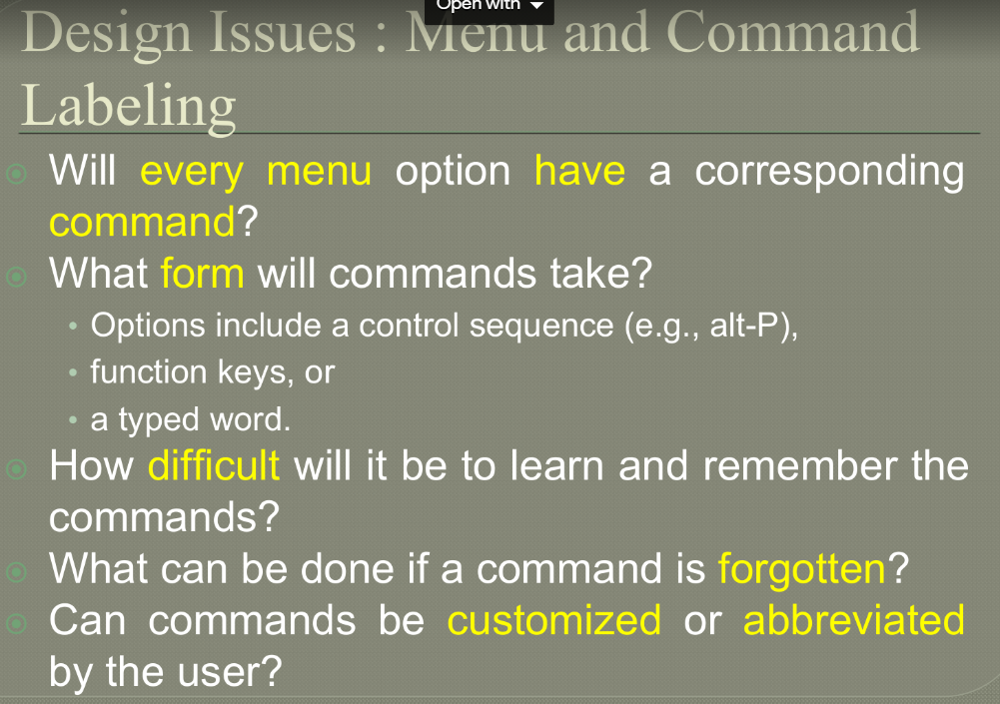 Open with
Design Issues : Menu and Command
Labeling
Will every menu option have a corresponding
command?
What form will commands take?
Options include a control sequence (e.g., alt-P),
function keys, or
a typed word.
How difficult will it be to learn and remember the
commands?
What can be done if a command is forgotten?
Can commands be customized or abbreviated
by the user?